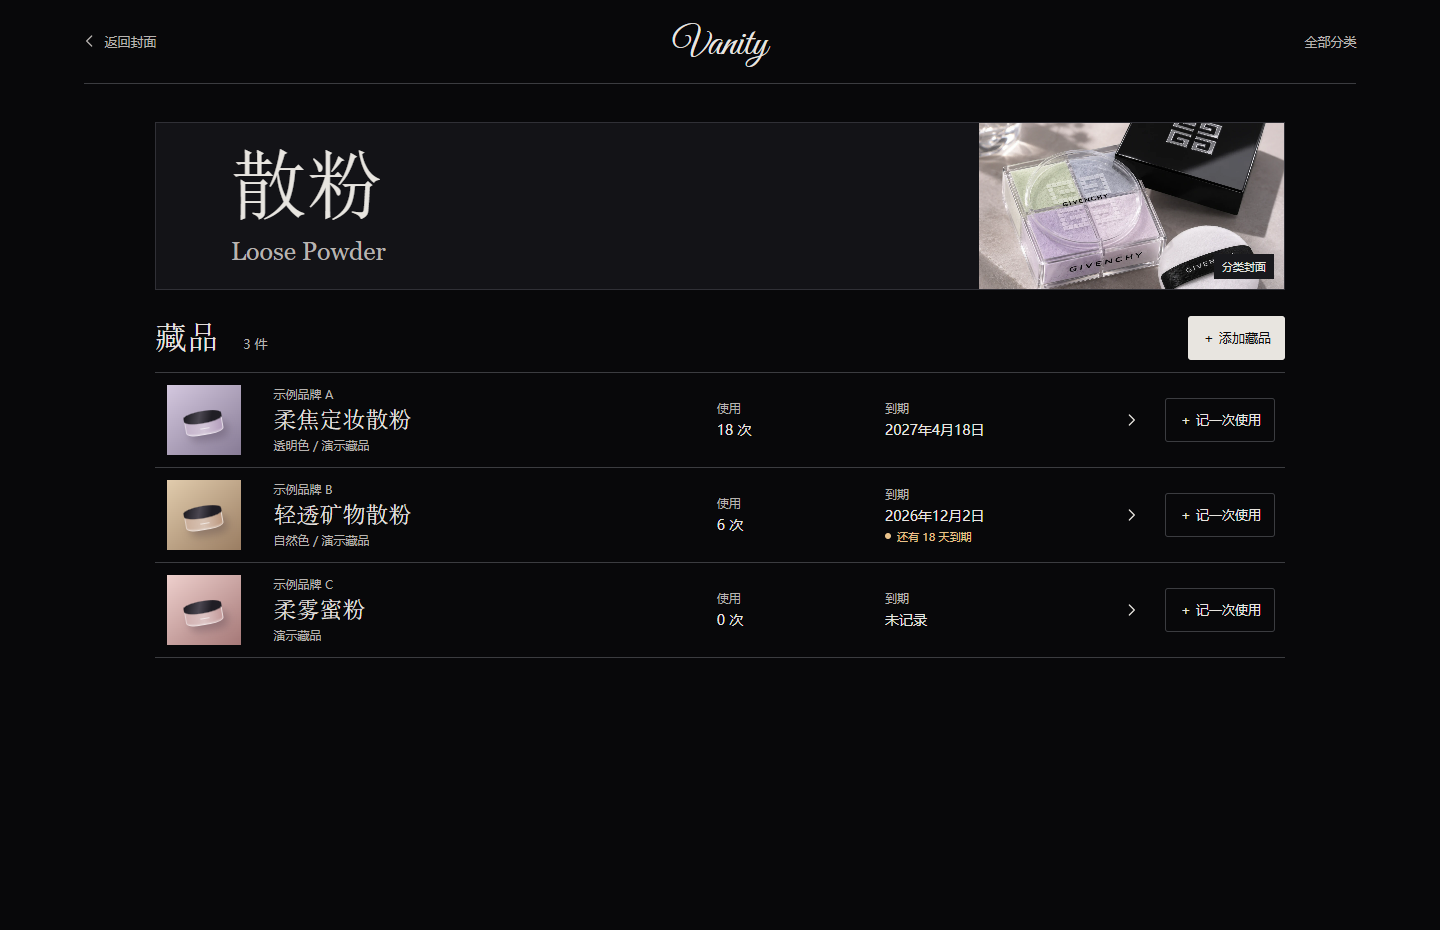 返回封面
Vanity
全部分类
散粉
Loose Powder
GIVENCHY
GIVENCHY
GIVEN
分类封面
藏品
3 件
+ 添加藏品
示例品牌 A
柔焦定妆散粉
透明色 / 演示藏品
使用
18 次
到期
2027年4月18日
+ 记一次使用
示例品牌 B
轻透矿物散粉
自然色 / 演示藏品
使用
6 次
到期
2026年12月2日
还有 18 天到期
+ 记一次使用
示例品牌 C
柔雾蜜粉
演示藏品
使用
0 次
到期
未记录
+ 记一次使用